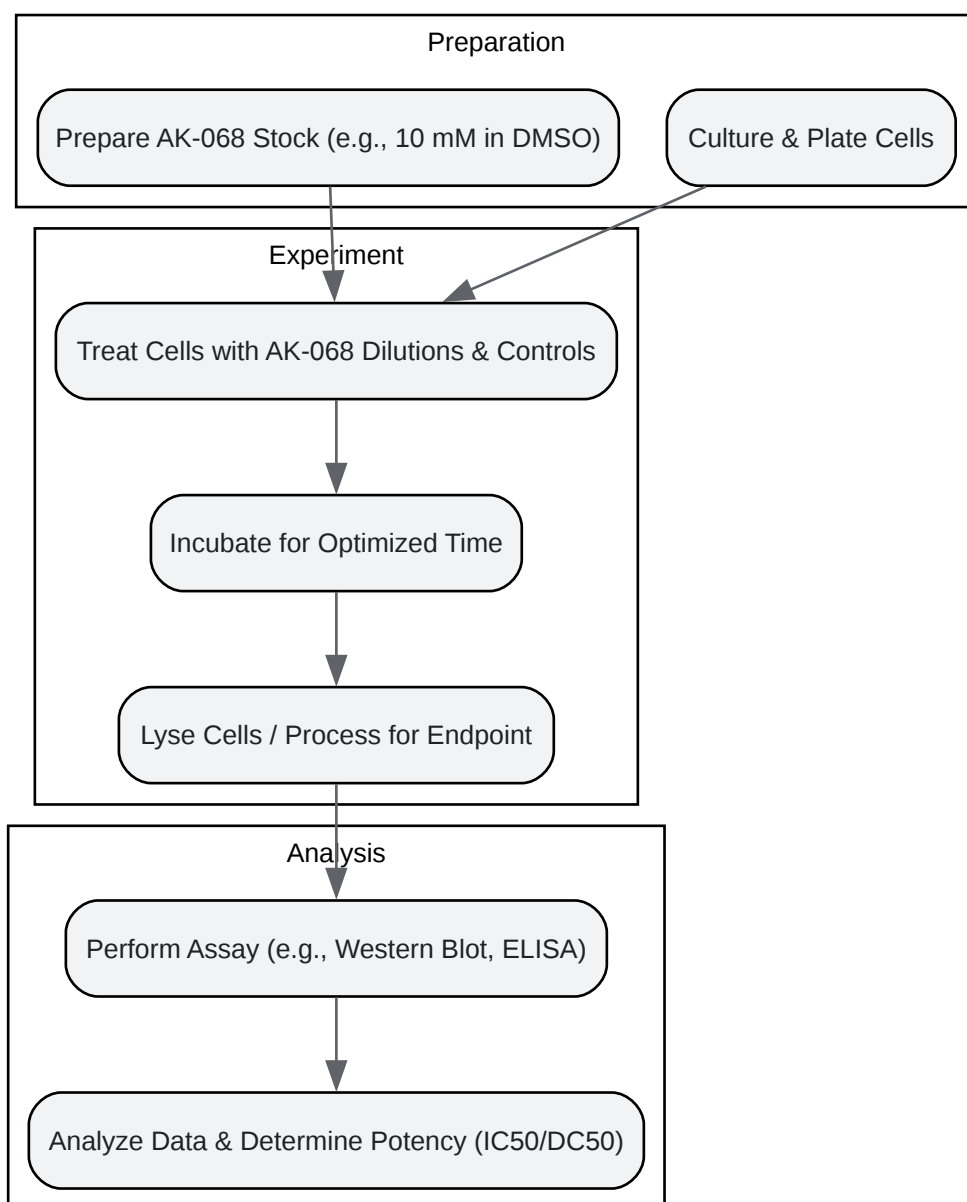 Preparation
Prepare AK-068 Stock (e.g., 10 mM in DMSO)
Culture & Plate Cells
Experiment
Treat Cells with AK-068 Dilutions & Controls
Incubate for Optimized Time
Lyse Cells / Process for Endpoint
Analysis
Perform Assay (e.g., Western Blot, ELISA)
Analyze Data & Determine Potency (IC50/DC50)